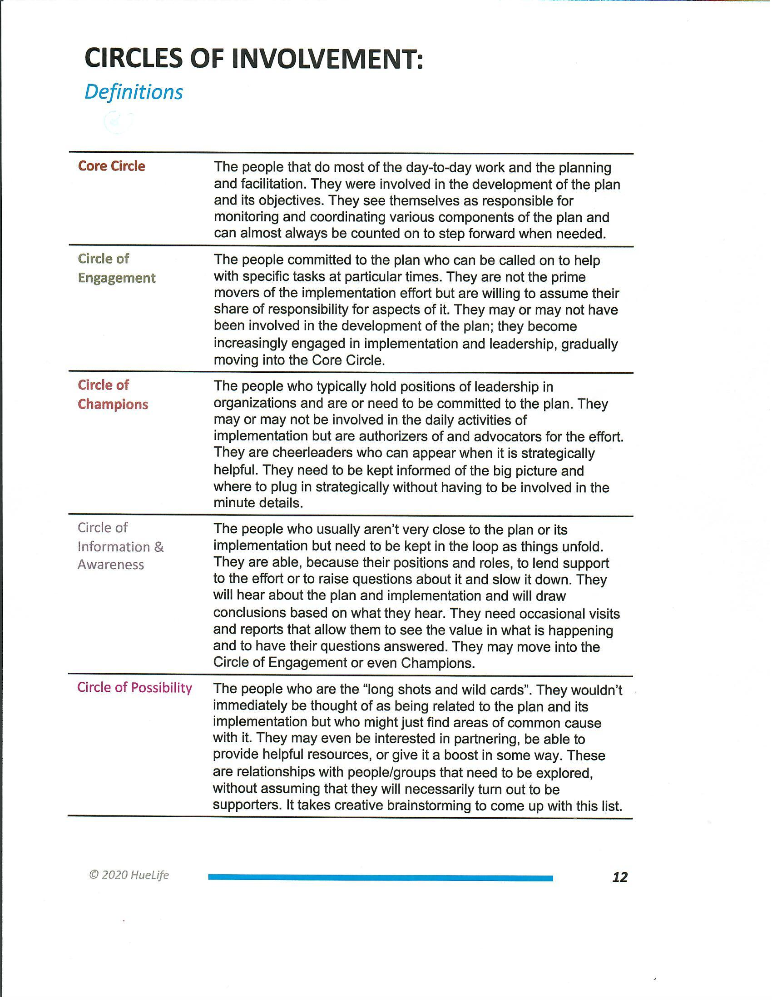 CIRCLES OF INVOLVEMENT:
Definitions
Core Circle
The people that do most of the day-to-day work and the planning
and facilitation. They were involved in the development of the plan
and its objectives. They see themselves as responsible for
monitoring and coordinating various components of the plan and
can almost always be counted on to step forward when needed.
Circle of
Engagement
The people committed to the plan who can be called on to help
with specific tasks at particular times. They are not the prime
movers of the implementation effort but are willing to assume their
share of responsibility for aspects of it. They may or may not have
been involved in the development of the plan; they become
increasingly engaged in implementation and leadership, gradually
moving into the Core Circle.
Circle of
Champions
The people who typically hold positions of leadership in
organizations and are or need to be committed to the plan. They
may or may not be involved in the daily activities of
implementation but are authorizers of and advocators for the effort.
They are cheerleaders who can appear when it is strategically
helpful. They need to be kept informed of the big picture and
where to plug in strategically without having to be involved in the
minute details.
Circle of
Information &
Awareness
The people who usually aren't very close to the plan or its
implementation but need to be kept in the loop as things unfold.
They are able, because their positions and roles, to lend support
to the effort or to raise questions about it and slow it down. They
will hear about the plan and implementation and will draw
conclusions based on what they hear. They need occasional visits
and reports that allow them to see the value in what is happening
and to have their questions answered. They may move into the
Circle of Engagement or even Champions.
Circle of Possibility
The people who are the “long shots and wild cards”. They wouldn't
immediately be thought of as being related to the plan and its
implementation but who might just find areas of common cause
with it. They may even be interested in partnering, be able to
provide helpful resources, or give it a boost in some way. These
are relationships with people/groups that need to be explored,
without assuming that they will necessarily turn out to be
supporters. It takes creative brainstorming to come up with this list.
© 2020 HueLife
12